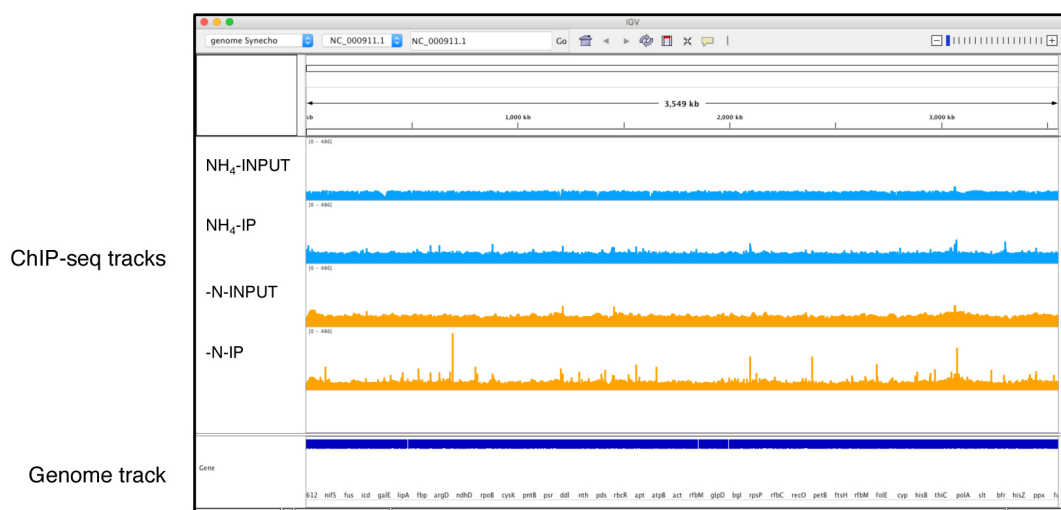 IGV
genome Synecho NC_000911.1 NC_000911.1 Go
3,549 kb
kb 1,000 kb 2,000 kb 3,000 kb
[0 - 486]
NH₄-INPUT
[0 - 486]
NH₄-IP
ChIP-seq tracks
[0 - 486]
-N-INPUT
[0 - 486]
-N-IP
Genome track
Gene
612 nifS fus icd galE lipA fbp argD ndhD rpoB cysK pntB psr ddl nth pds rbcR apt atpB act rfbM glpD bgl rpsP rfbC recO petB ftsH rfbM folE cyp hisB thiC polA slt bfr hisZ ppx fu